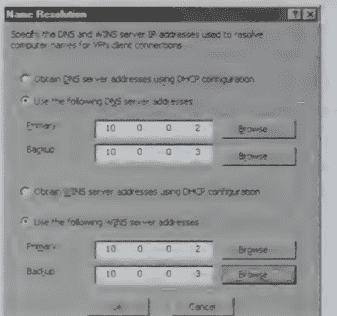 Name Resolution ? X
Specify the DNS and WINS server IP addresses used to resolve
computer names for VPN client connections.
Obtain DNS server addresses using DHCP configuration
Use the following DNS server addresses
Primary 10 0 0 2 Browse
Backup 10 0 0 3 Browse
Obtain WINS server addresses using DHCP configuration
Use the following WINS server addresses
Primary 10 0 0 2 Browse
Backup 10 0 0 3 Browse
OK Cancel